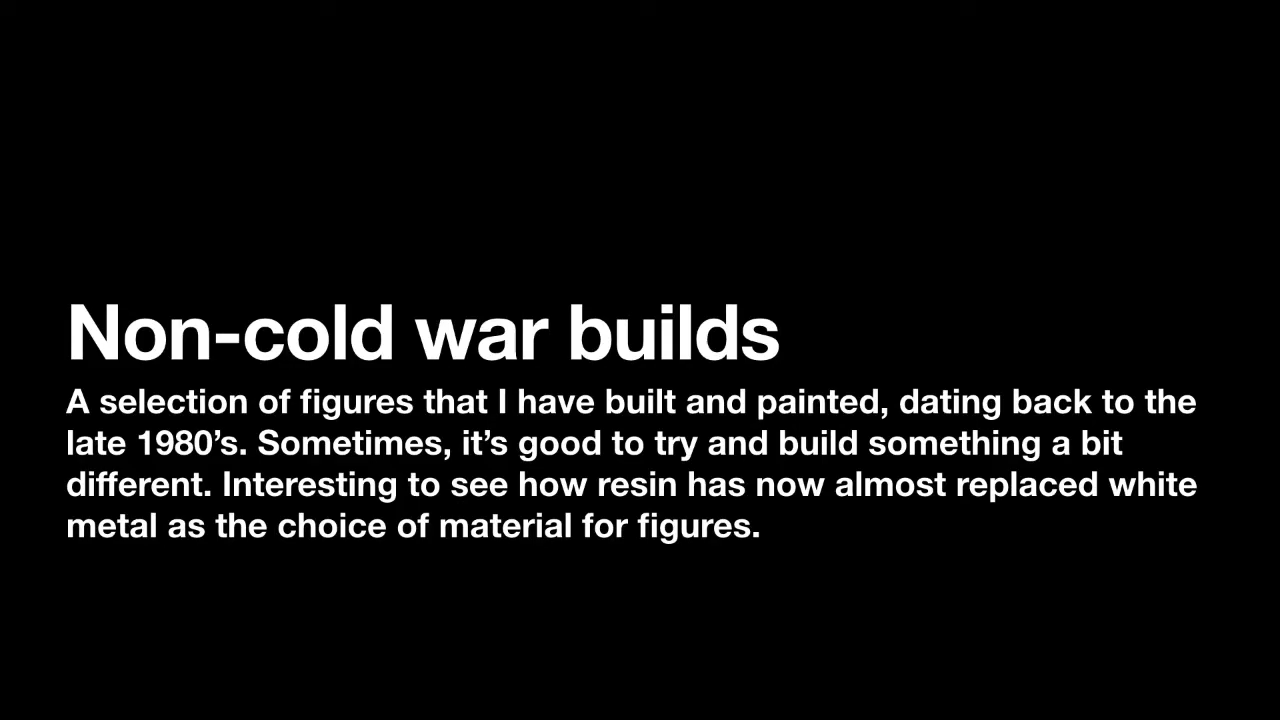 Non-cold war builds
A selection of figures that I have built and painted, dating back to the
late 1980’s. Sometimes, it’s good to try and build something a bit
different. Interesting to see how resin has now almost replaced white
metal as the choice of material for figures.